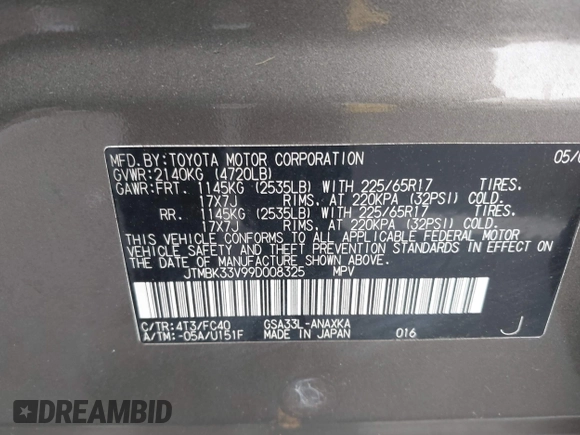 MFD.BY:TOYOTA MOTOR CORPORATION
GVWR:2140KG (4720LB)
GAWR:FRT. 1145KG (2535LB) WITH 225/65R17 TIRES.
17X7J RIMS. AT 220KPA (32PSI) COLD.
RR. 1145KG (2535LB) WITH 225/65R17 TIRES.
17X7J RIMS. AT 220KPA (32PSI) COLD.
THIS VEHICLE CONFORMS TO ALL APPLICABLE FEDERAL MOTOR
VEHICLE SAFETY AND THEFT PREVENTION STANDARDS IN EFFECT ON
THE DATE OF MANUFACTURE SHOWN ABOVE.
JTMBK33V99D008325 MPV
C/TR:4T3/FC40 GSA33L-ANAXKA
A/TM:-05A/U151F MADE IN JAPAN 016 J
DREAMBID